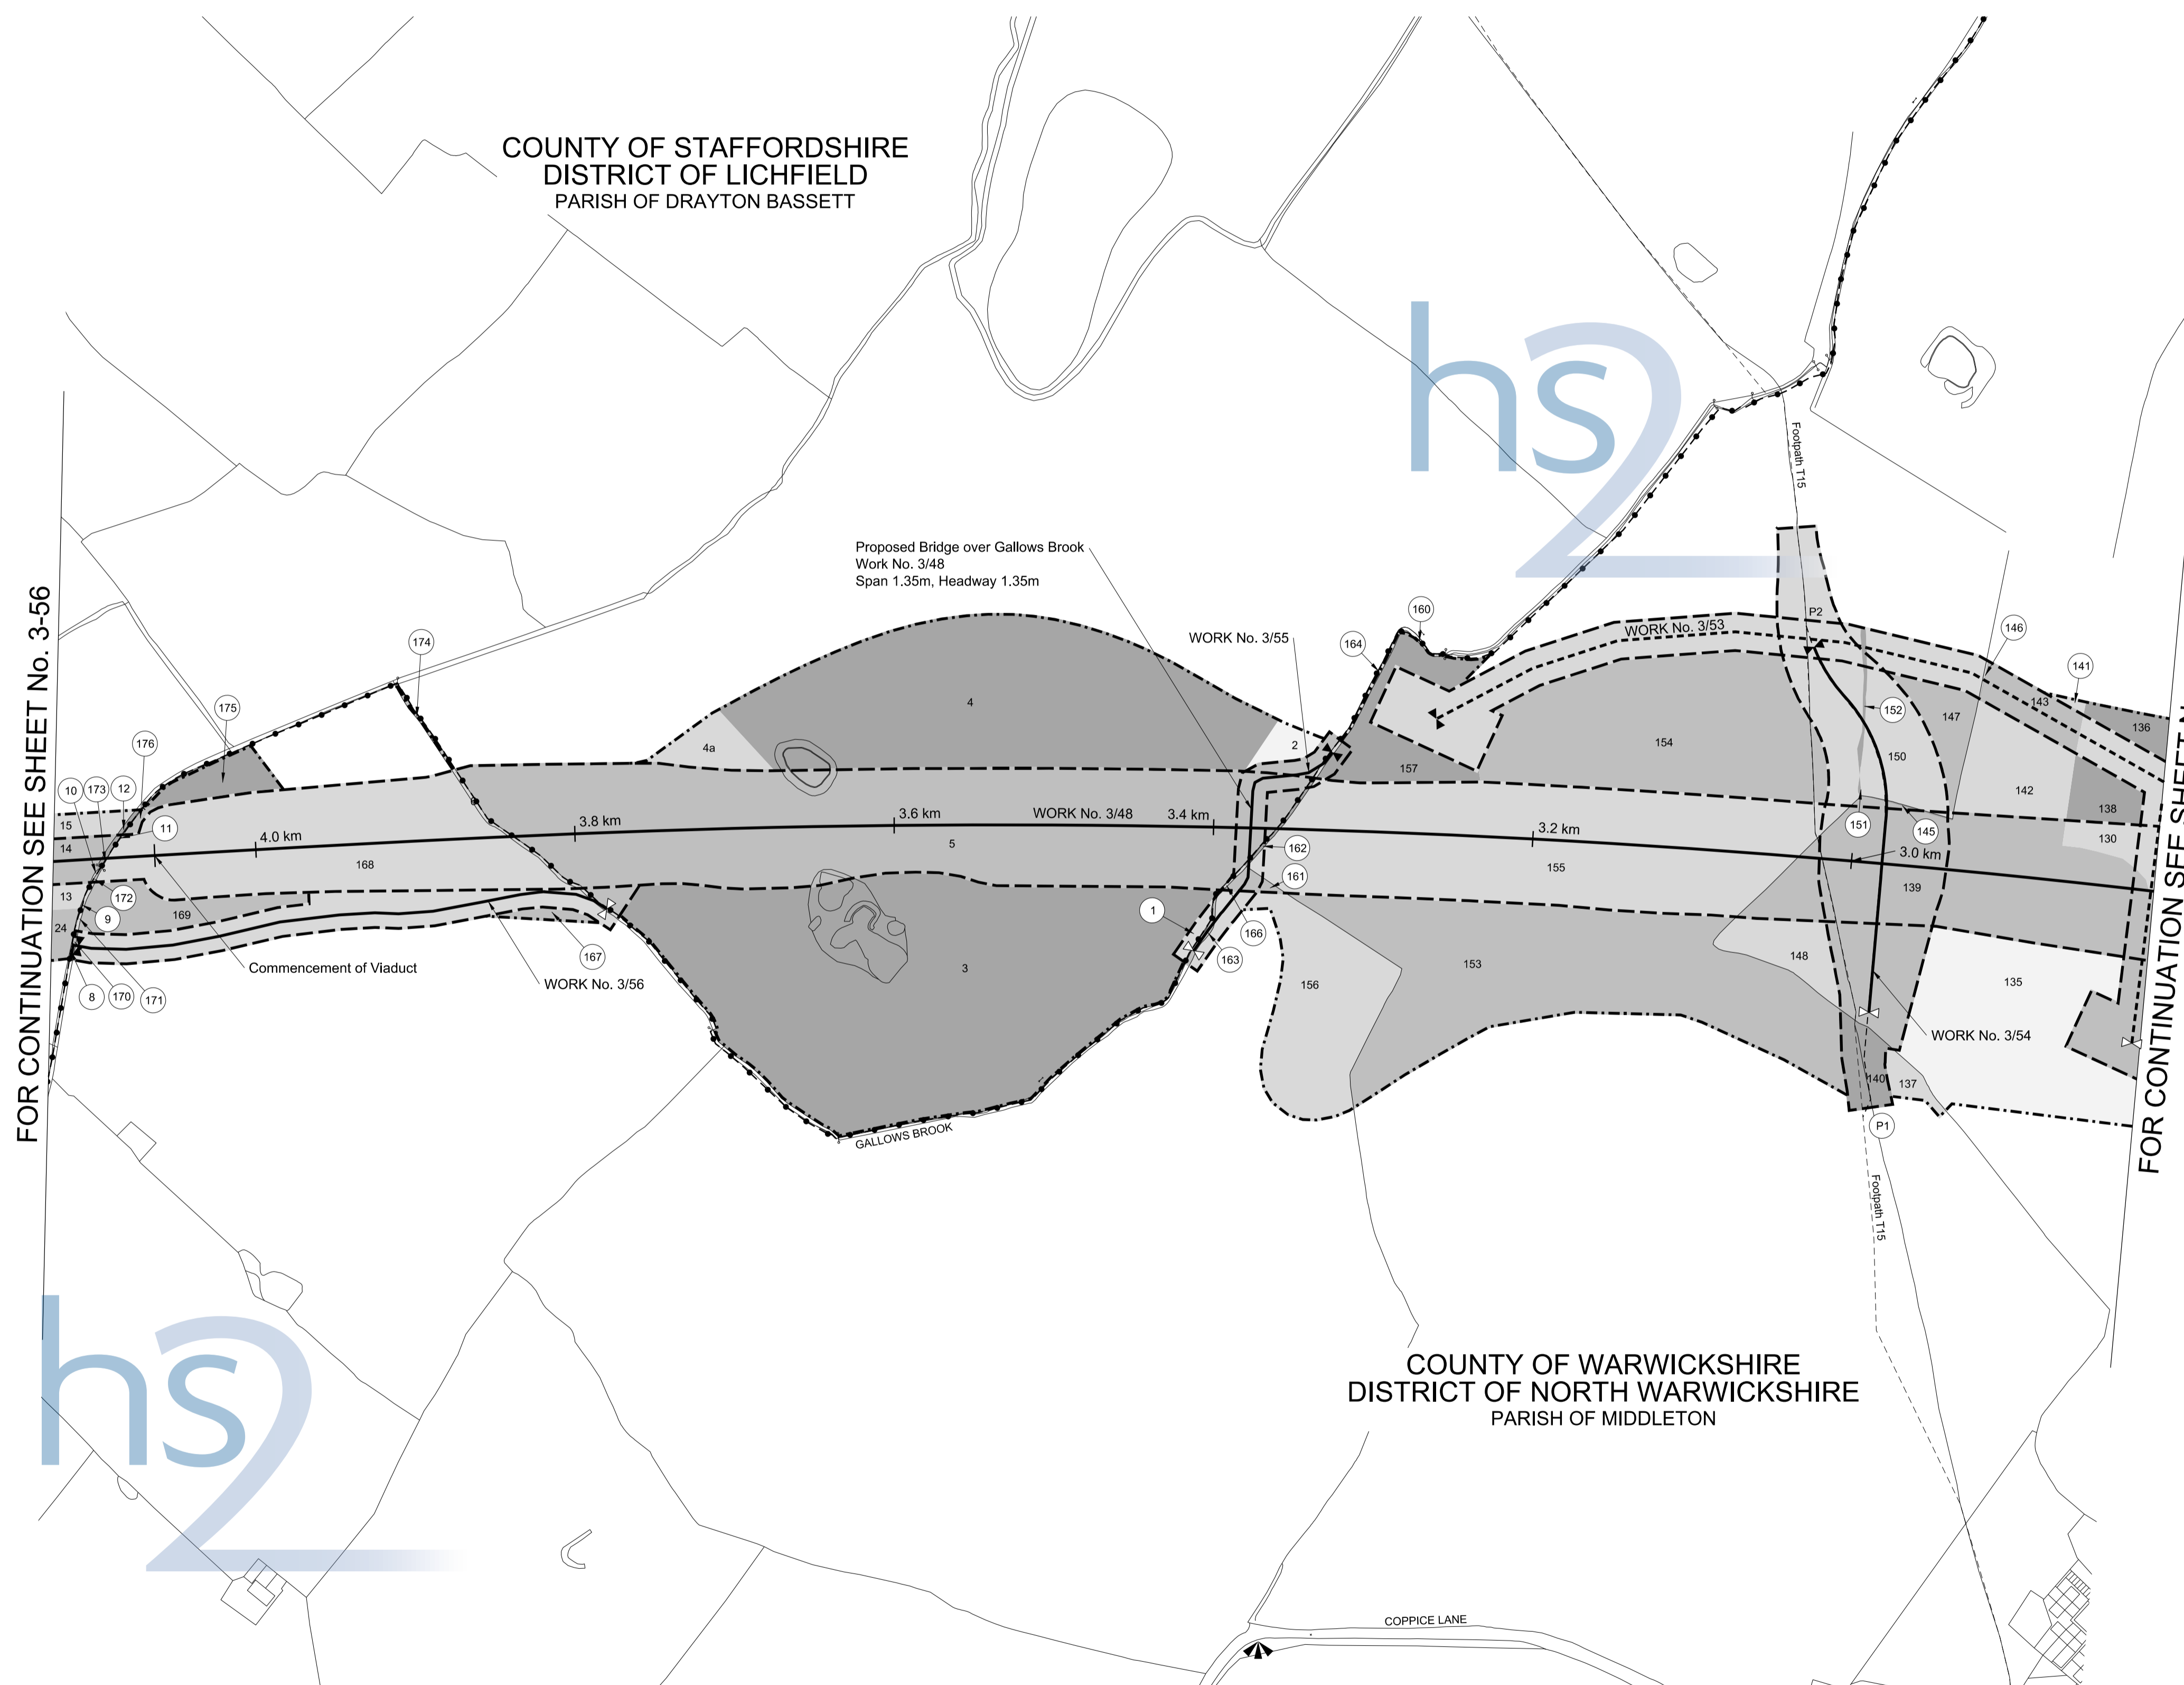 COUNTY OF STAFFORDSHIRE
DISTRICT OF LICHFIELD
PARISH OF DRAYTON BASSETT
hs2
Footpath T15
Proposed Bridge over Gallows Brook
Work No. 3/48
Span 1.35m, Headway 1.35m
FOR CONTINUATION SEE SHEET No. 3-56
160
P2
WORK No. 3/53
146
WORK No. 3/55
174
164
141
175
4
143
152
147
136
176
4a
2
154
150
157
10
173
12
142
138
15
11
4.0 km
3.8 km
3.6 km
WORK No. 3/48
3.4 km
3.2 km
151
145
130
14
168
5
162
3.0 km
155
161
139
13
172
9
169
1
24
167
166
163
Commencement of Viaduct
WORK No. 3/56
3
153
148
156
135
8
170
171
WORK No. 3/54
140
137
P1
GALLOWS BROOK
FOR CONTINUATION SEE SHEET N
Footpath T15
hs2
COUNTY OF WARWICKSHIRE
DISTRICT OF NORTH WARWICKSHIRE
PARISH OF MIDDLETON
COPPICE LANE